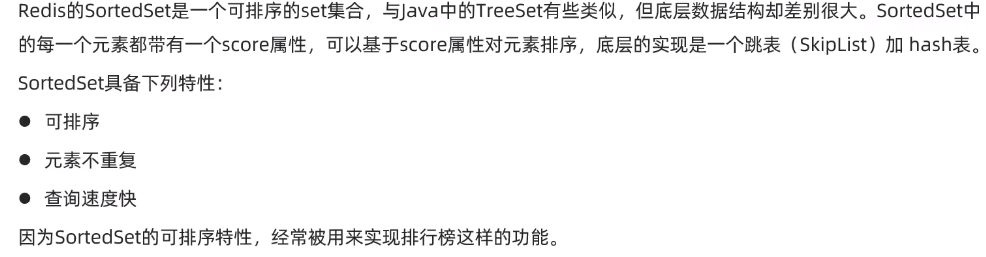 Redis的SortedSet是一个可排序的set集合，与Java中的TreeSet有些类似，但底层数据结构却差别很大。SortedSet中
的每一个元素都带有一个score属性，可以基于score属性对元素排序，底层的实现是一个跳表（SkipList）加 hash表。
SortedSet具备下列特性：
● 可排序
● 元素不重复
● 查询速度快
因为SortedSet的可排序特性，经常被用来实现排行榜这样的功能。